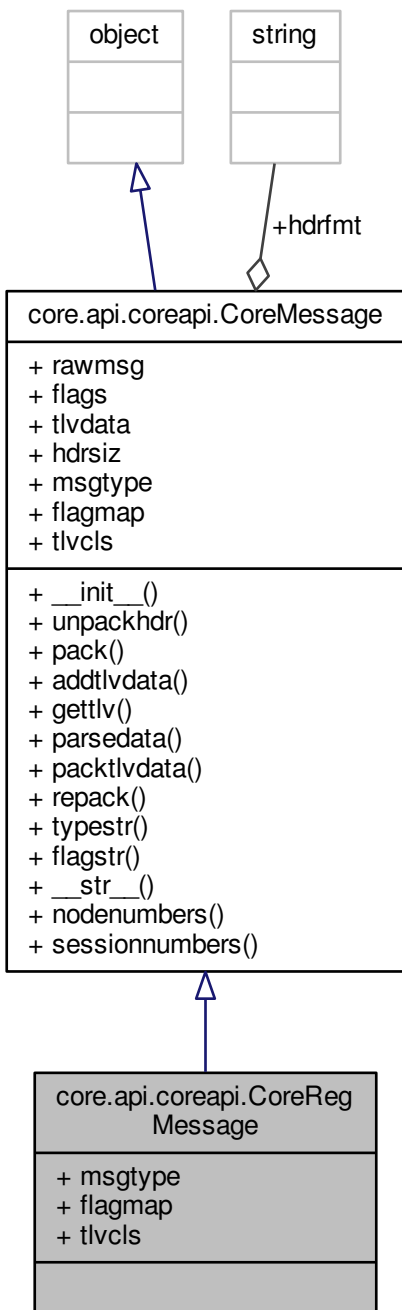 object
string
+hdrfmt
core.api.coreapi.CoreMessage
+ rawmsg
+ flags
+ tlvdata
+ hdrsiz
+ msgtype
+ flagmap
+ tlvcls
+ __init__()
+ unpackhdr()
+ pack()
+ addtlvdata()
+ gettlv()
+ parsedata()
+ packtlvdata()
+ repack()
+ typestr()
+ flagstr()
+ __str__()
+ nodenumbers()
+ sessionnumbers()
core.api.coreapi.CoreReg
Message
+ msgtype
+ flagmap
+ tlvcls